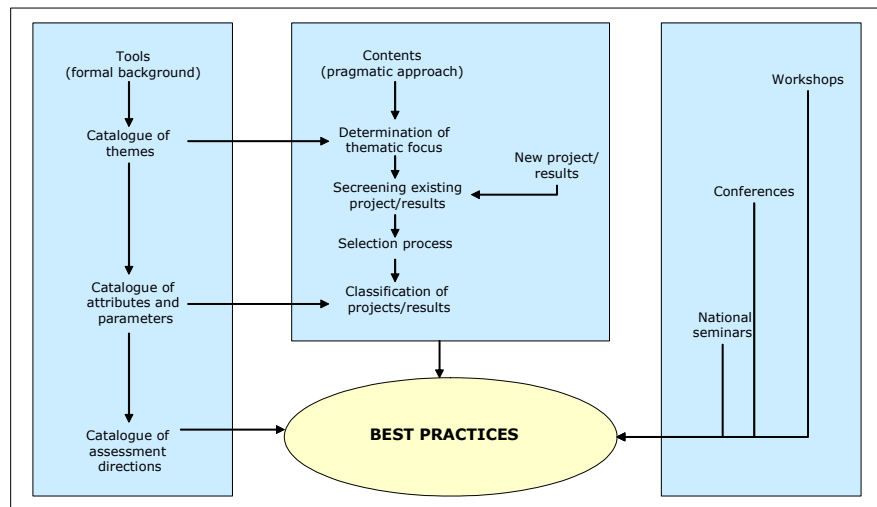 Tools
(formal background)
Catalogue of
themes
Catalogue of
attributes and
parameters
Catalogue of
assessment
directions
Contents
(pragmatic approach)
Determination of
thematic focus
New project/
results
Secreening existing
project/results
Selection process
Classification of
projects/results
BEST PRACTICES
Workshops
Conferences
National
seminars